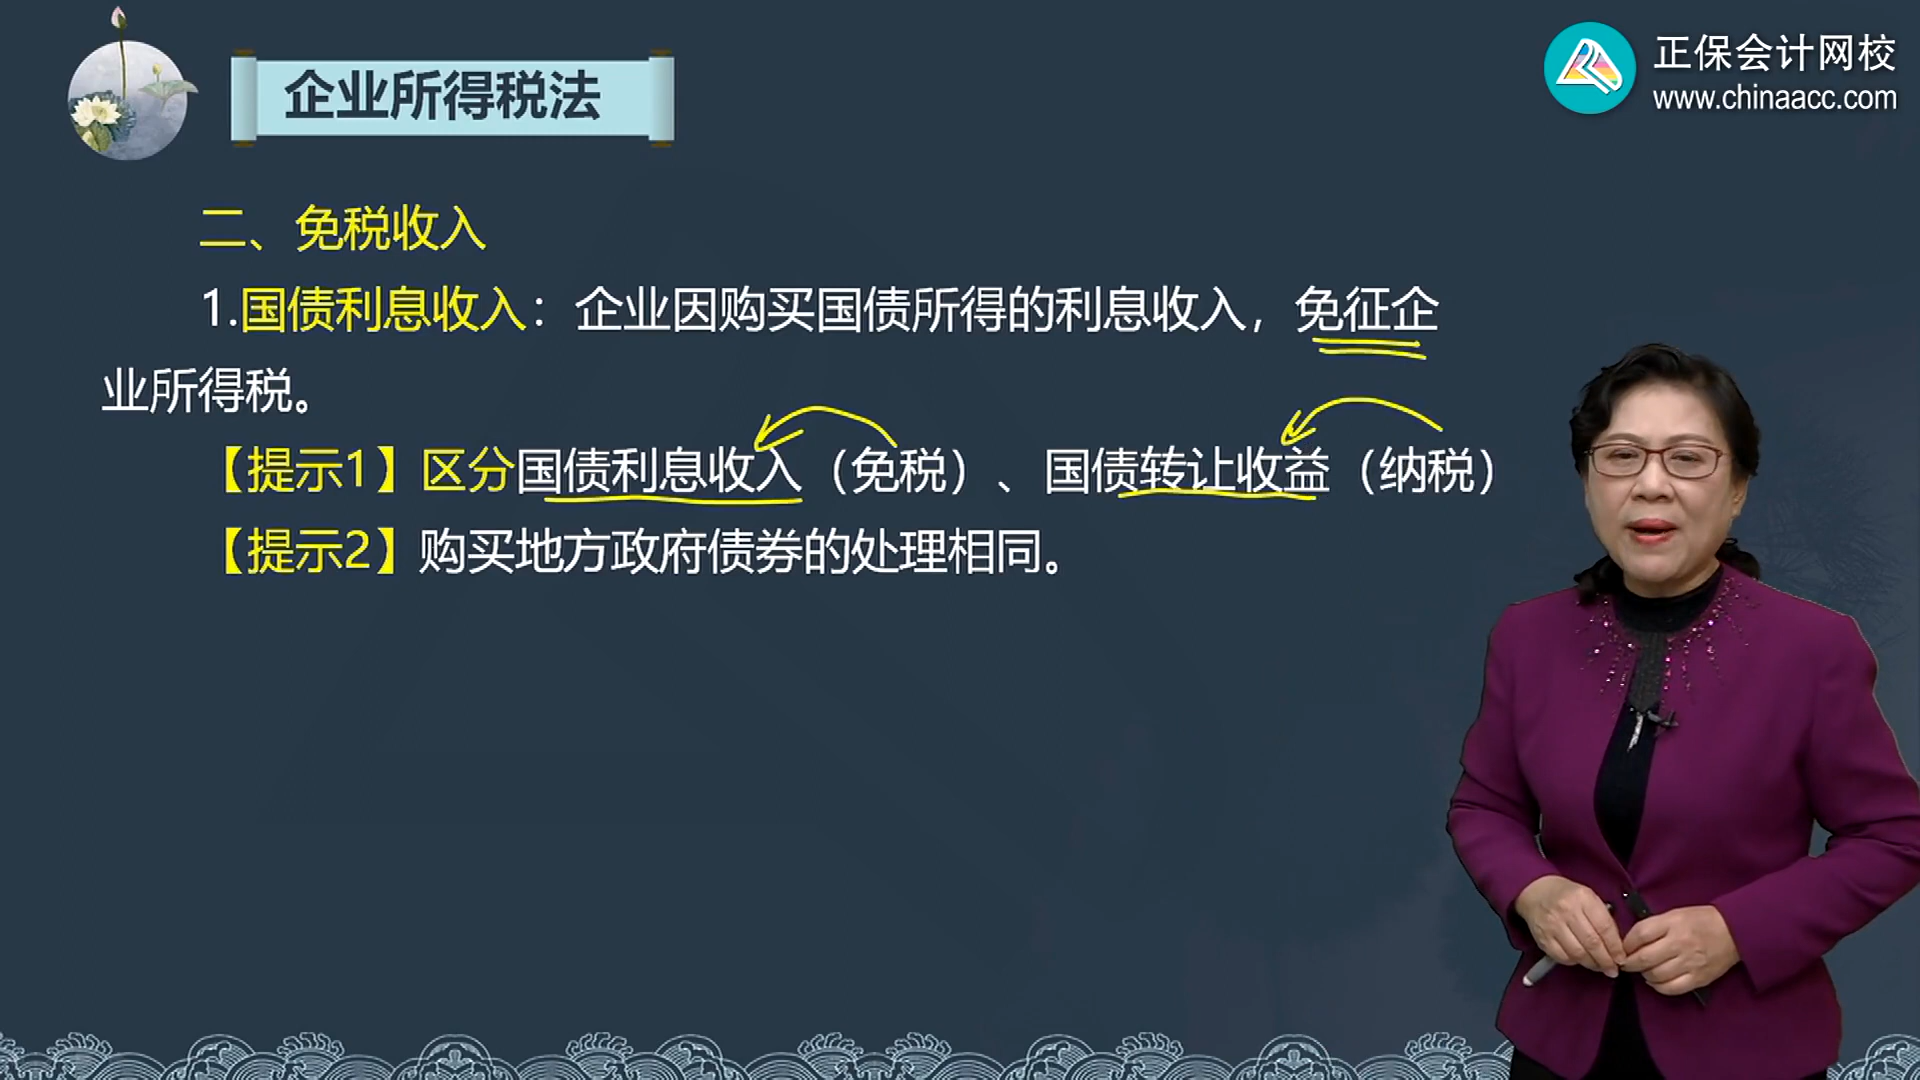 企业所得税法
正保会计网校
www.chinaacc.com
二、免税收入
1.国债利息收入：企业因购买国债所得的利息收入，免征企
业所得税。
【提示1】区分国债利息收入（免税）、国债转让收益（纳税）
【提示2】购买地方政府债券的处理相同。